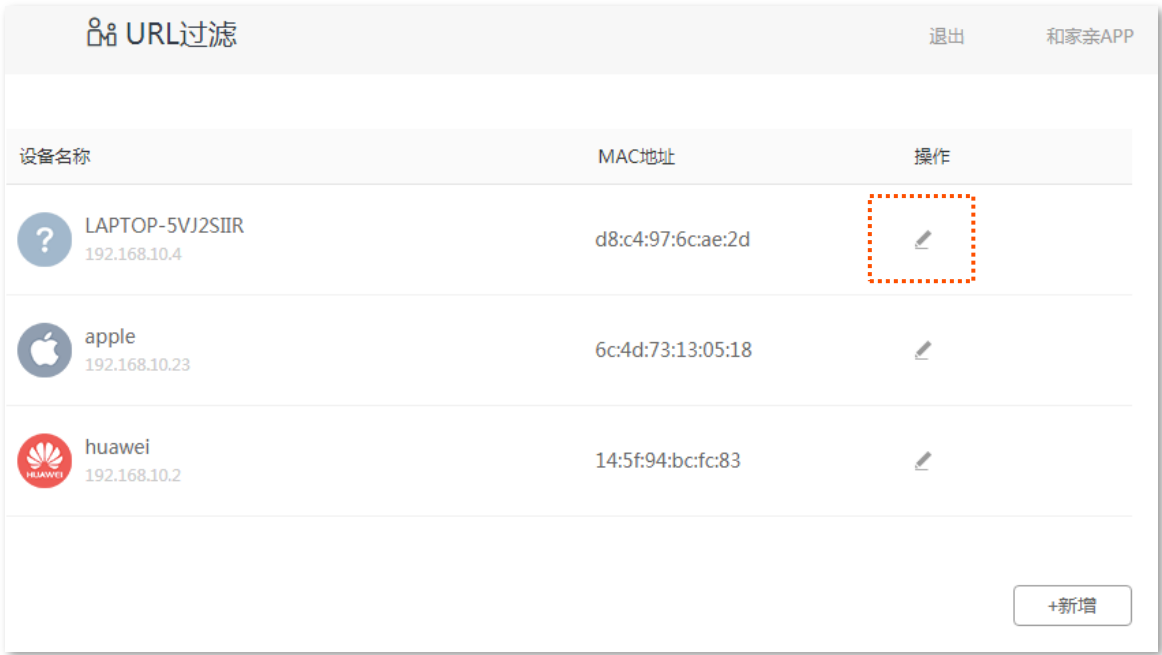 URL过滤
退出
和家亲APP
设备名称
MAC地址
操作
?
LAPTOP-5VJ2SIIR
192.168.10.4
d8:c4:97:6c:ae:2d
apple
192.168.10.23
6c:4d:73:13:05:18
HUAWEI
huawei
192.168.10.2
14:5f:94:bc:fc:83
+新增